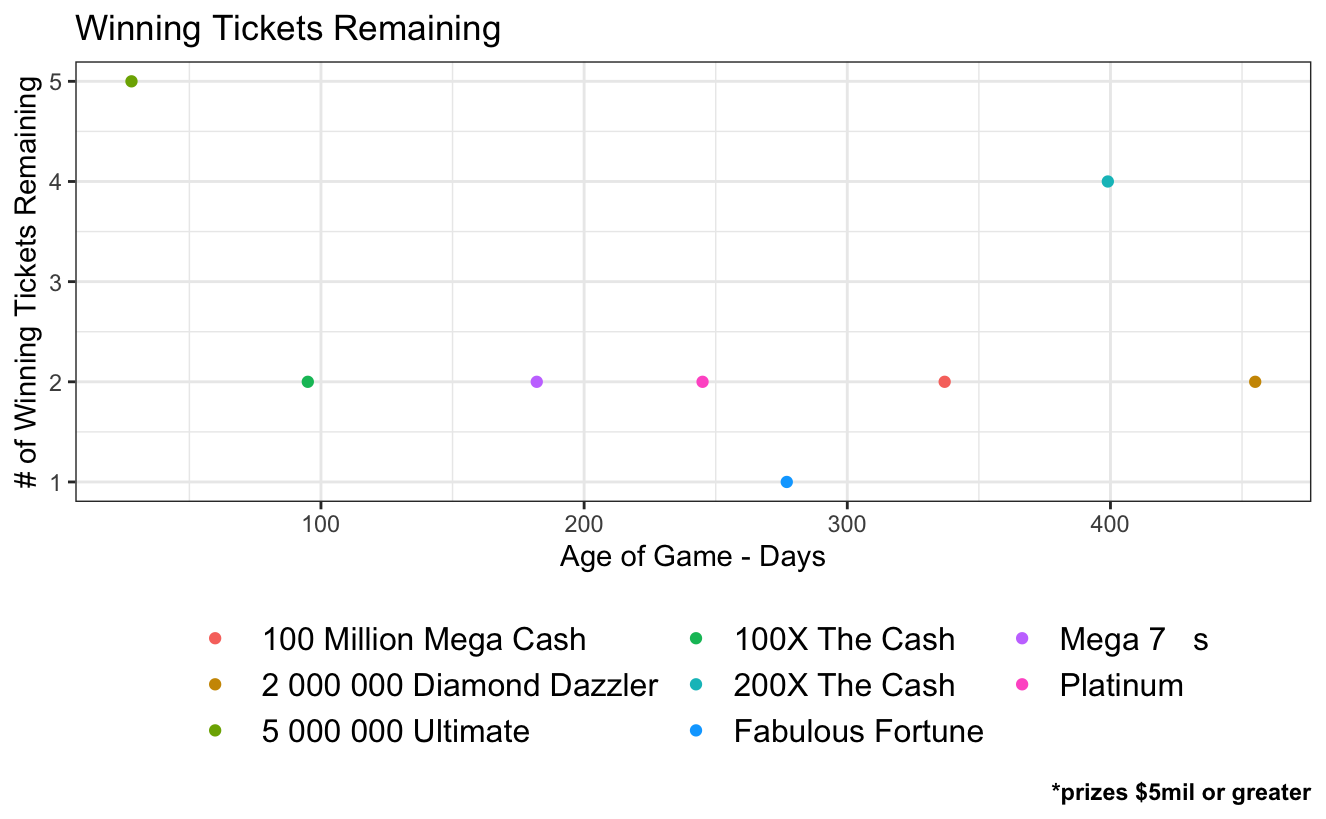 Winning Tickets Remaining
# of Winning Tickets Remaining
5
4
3
2
1
100 200 300 400
Age of Game - Days
100 Million Mega Cash 100X The Cash Mega 7 s
2 000 000 Diamond Dazzler 200X The Cash Platinum
5 000 000 Ultimate Fabulous Fortune
*prizes $5mil or greater